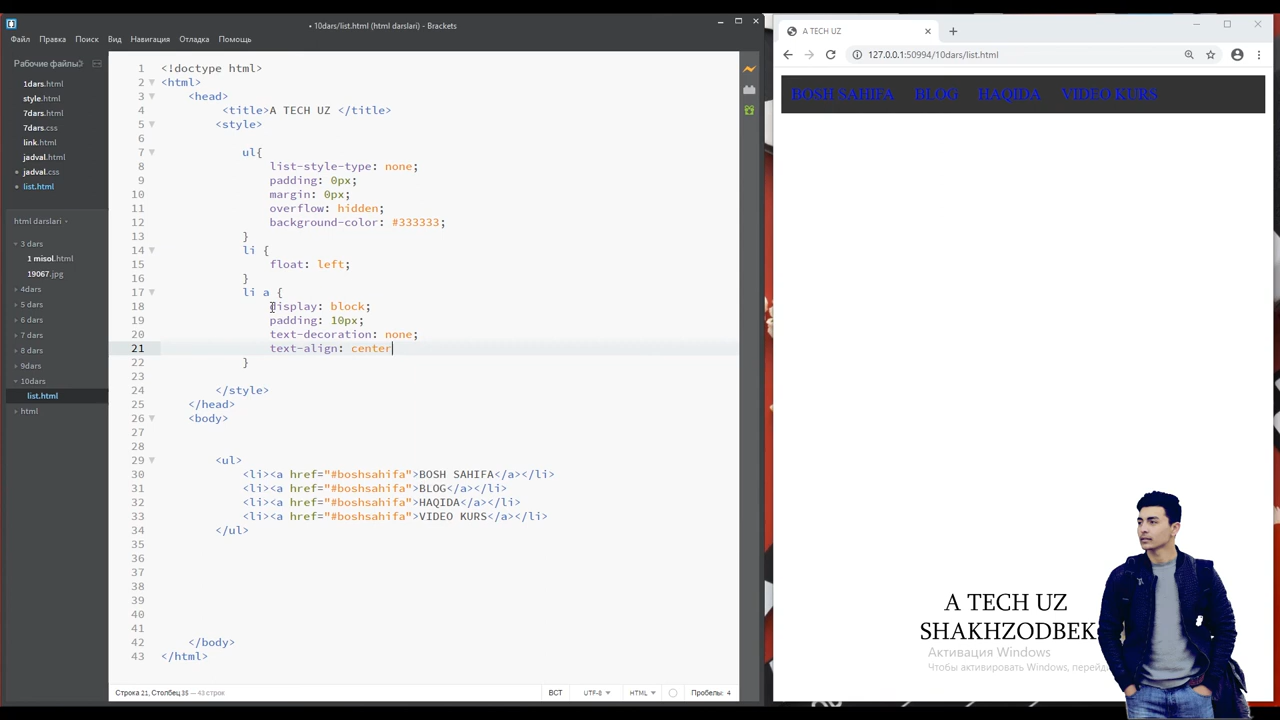 • 10dars/list.html (html darslari) - Brackets
Файл Правка Поиск Вид Навигация Отладка Помощь
Рабочие файлы
1dars.html
style.html
7dars.html
7dars.css
link.html
jadval.html
jadval.css
list.html
html darslari
3 dars
1 misol.html
19067.jpg
4dars
5 dars
6 dars
7 dars
8 dars
9dars
10dars
list.html
html
1 <!doctype html>
2 <html>
3 <head>
4 <title>A TECH UZ </title>
5 <style>
6
7 ul{
8 list-style-type: none;
9 padding: 0px;
10 margin: 0px;
11 overflow: hidden;
12 background-color: #333333;
13 }
14 li {
15 float: left;
16 }
17 li a {
18 display: block;
19 padding: 10px;
20 text-decoration: none;
21 text-align: center
22 }
23
24 </style>
25 </head>
26 <body>
27
28
29 <ul>
30 <li><a href="#boshsahifa">BOSH SAHIFA</a></li>
31 <li><a href="#boshsahifa">BLOG</a></li>
32 <li><a href="#boshsahifa">HAQIDA</a></li>
33 <li><a href="#boshsahifa">VIDEO KURS</a></li>
34 </ul>
35
36
37
38
39
40
41
42 </body>
43 </html>
Строка 21, Столбец 35 — 43 строк ВСТ UTF-8 HTML Пробелы: 4
A TECH UZ
127.0.0.1:50994/10dars/list.html
BOSH SAHIFA BLOG HAQIDA VIDEO KURS
A TECH UZ
SHAKHZODBEK
Активация Windows
Чтобы активировать Windows, перейд